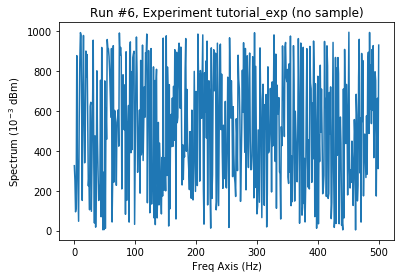 Run #6, Experiment tutorial_exp (no sample)
1000
800
600
400
200
0
Spectrum (10⁻³ dBm)
0 100 200 300 400 500
Freq Axis (Hz)